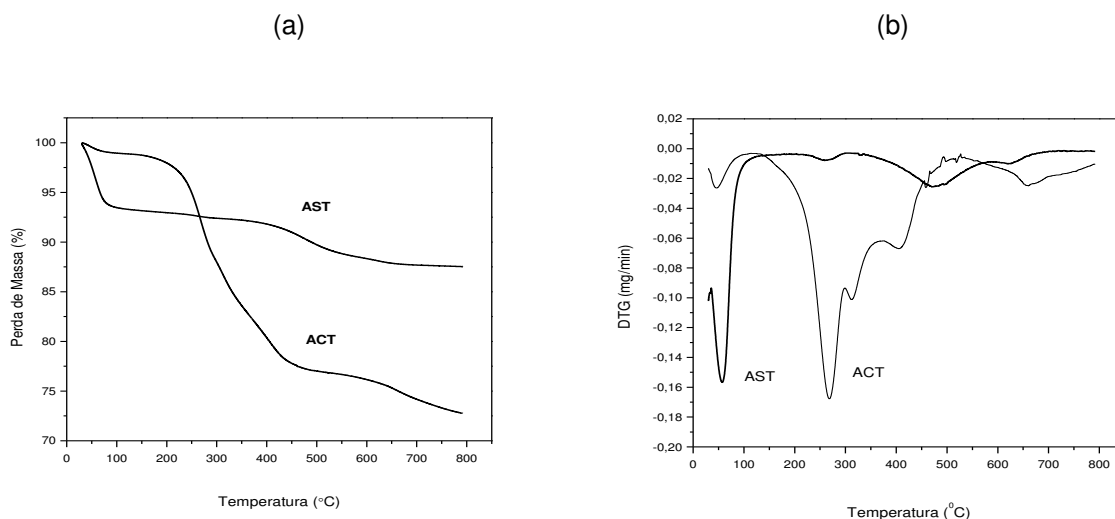 (a)
(b)
100
95
90
85
80
75
70
0 100 200 300 400 500 600 700 800
Perda de Massa (%)
Temperatura (°C)
AST
ACT
0,02
0,00
-0,02
-0,04
-0,06
-0,08
-0,10
-0,12
-0,14
-0,16
-0,18
-0,20
0 100 200 300 400 500 600 700 800
DTG (mg/min)
Temperatura (°C)
AST
ACT